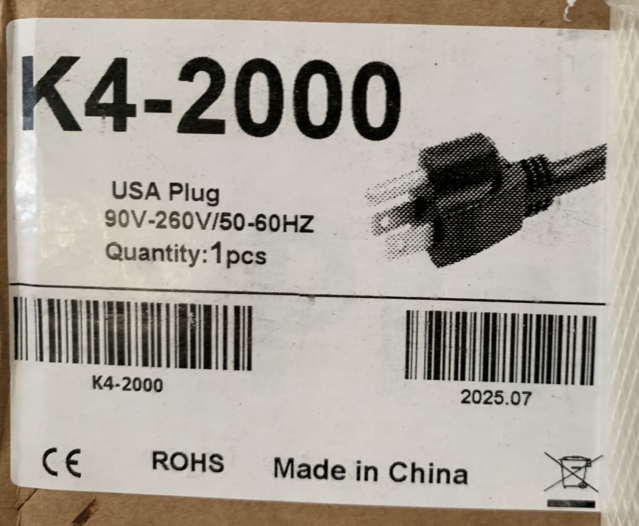 K4-2000
USA Plug
90V-260V/50-60HZ
Quantity:1pcs
K4-2000
2025.07
CE ROHS Made in China